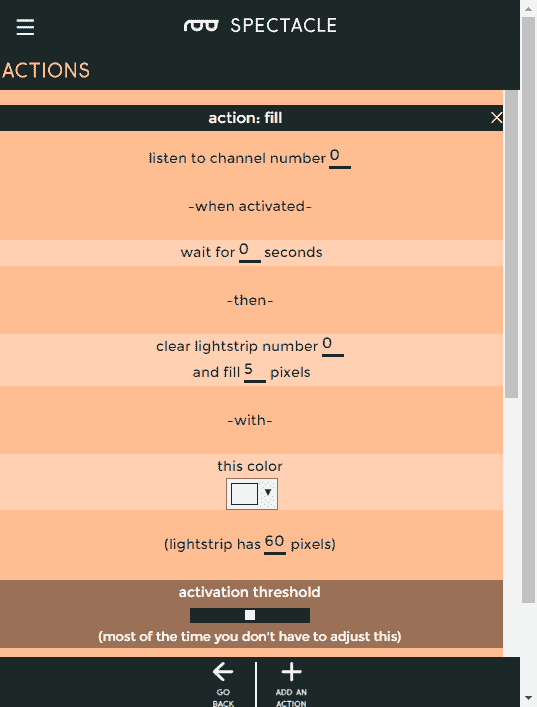 SPECTACLE
ACTIONS
action: fill
listen to channel number 0
-when activated-
wait for 0 seconds
-then-
clear lightstrip number 0
and fill 5 pixels
-with-
this color
(lightstrip has 60 pixels)
activation threshold
(most of the time you don't have to adjust this)
GO
BACK
ADD AN
ACTION